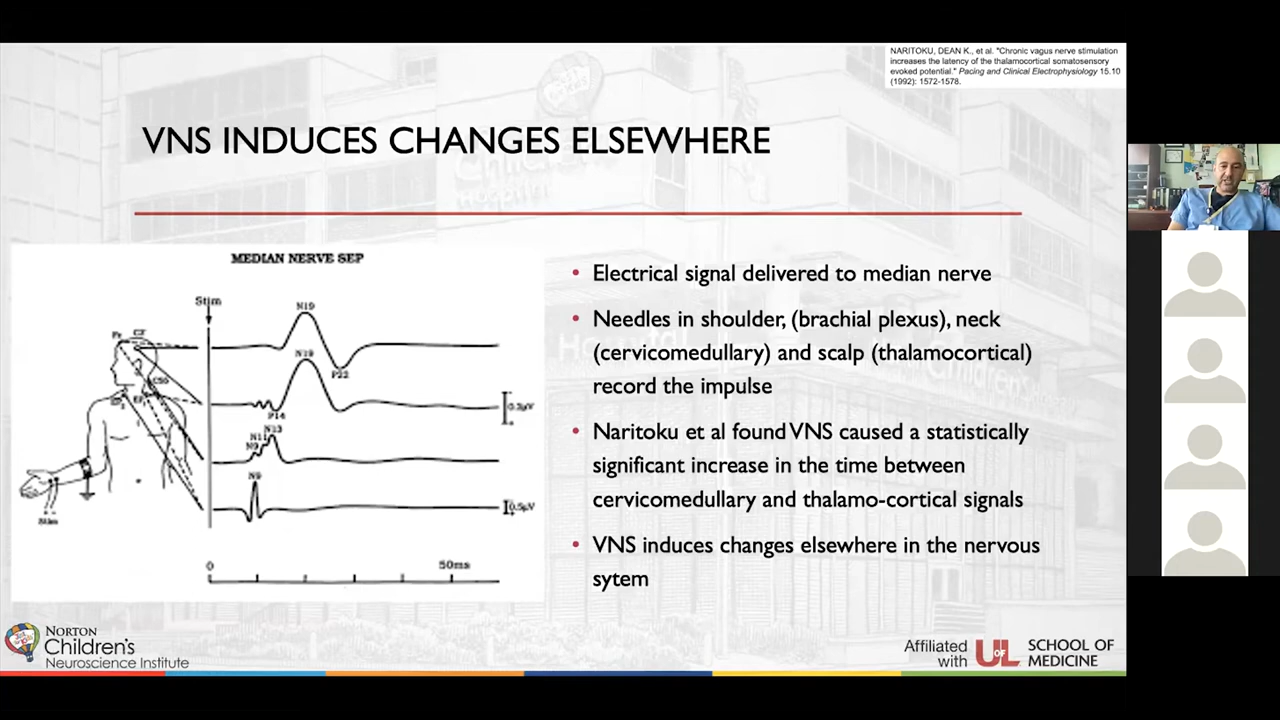 NARITOKU, DEAN K., et al. "Chronic vagus nerve stimulation
increases the latency of the thalamocortical somatosensory
evoked potential." Pacing and Clinical Electrophysiology 15.10
(1992): 1572-1578.
VNS INDUCES CHANGES ELSEWHERE
MEDIAN NERVE SEP
Stim
N19
N19
P22
P14
N13
N11
N9
N9
0.5µV
Stim
0
50ms
• Electrical signal delivered to median nerve
• Needles in shoulder, (brachial plexus), neck
(cervicomedullary) and scalp (thalamocortical)
record the impulse
• Naritoku et al found VNS caused a statistically
significant increase in the time between
cervicomedullary and thalamo-cortical signals
• VNS induces changes elsewhere in the nervous
sytem
NORTON
Children's
Neuroscience Institute
Affiliated
with
UofL
SCHOOL OF
MEDICINE